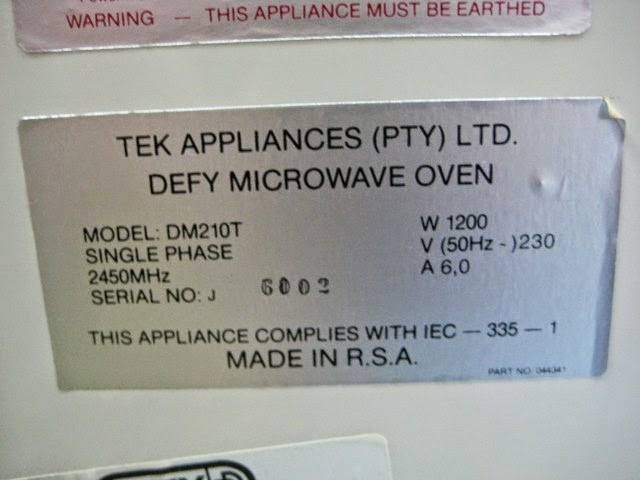 WARNING — THIS APPLIANCE MUST BE EARTHED
TEK APPLIANCES (PTY) LTD.
DEFY MICROWAVE OVEN
MODEL: DM210T
SINGLE PHASE
2450MHz
SERIAL NO: J 6002
W 1200
V (50Hz ~)230
A 6,0
THIS APPLIANCE COMPLIES WITH IEC — 335 — 1
MADE IN R.S.A.
PART NO. 044341